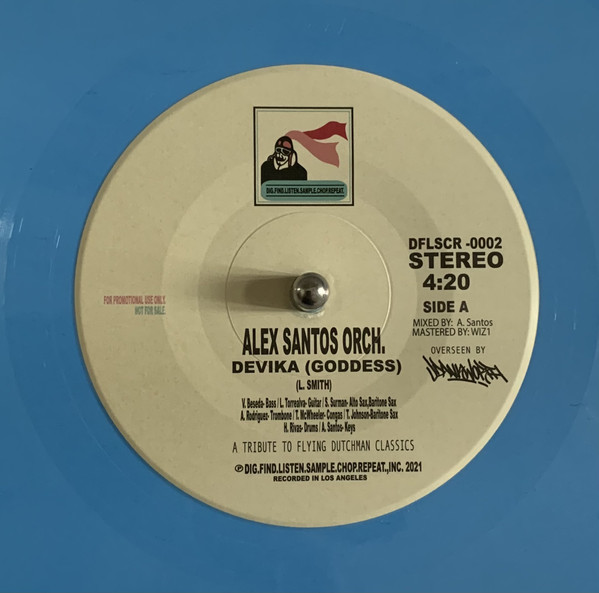 DIG.FIND.LISTEN.SAMPLE.CHOP.REPEAT.
DFLSCR -0002
STEREO
4:20
SIDE A
MIXED BY: A. Santos
MASTERED BY: WIZ1
OVERSEEN BY
FOR PROMOTIONAL USE ONLY.
NOT FOR SALE.
ALEX SANTOS ORCH.
DEVIKA (GODDESS)
(L. SMITH)
V. Beseda- Bass / L. Torrealva- Guitar / S. Surman- Alto Sax,Baritone Sax
A. Rodriguez- Trombone / T. McWheeler- Congas / T. Johnson-Baritone Sax
H. Rivas- Drums / A. Santos- Keys
A TRIBUTE TO FLYING DUTCHMAN CLASSICS
℗ DIG.FIND.LISTEN.SAMPLE.CHOP.REPEAT.,INC. 2021
RECORDED IN LOS ANGELES